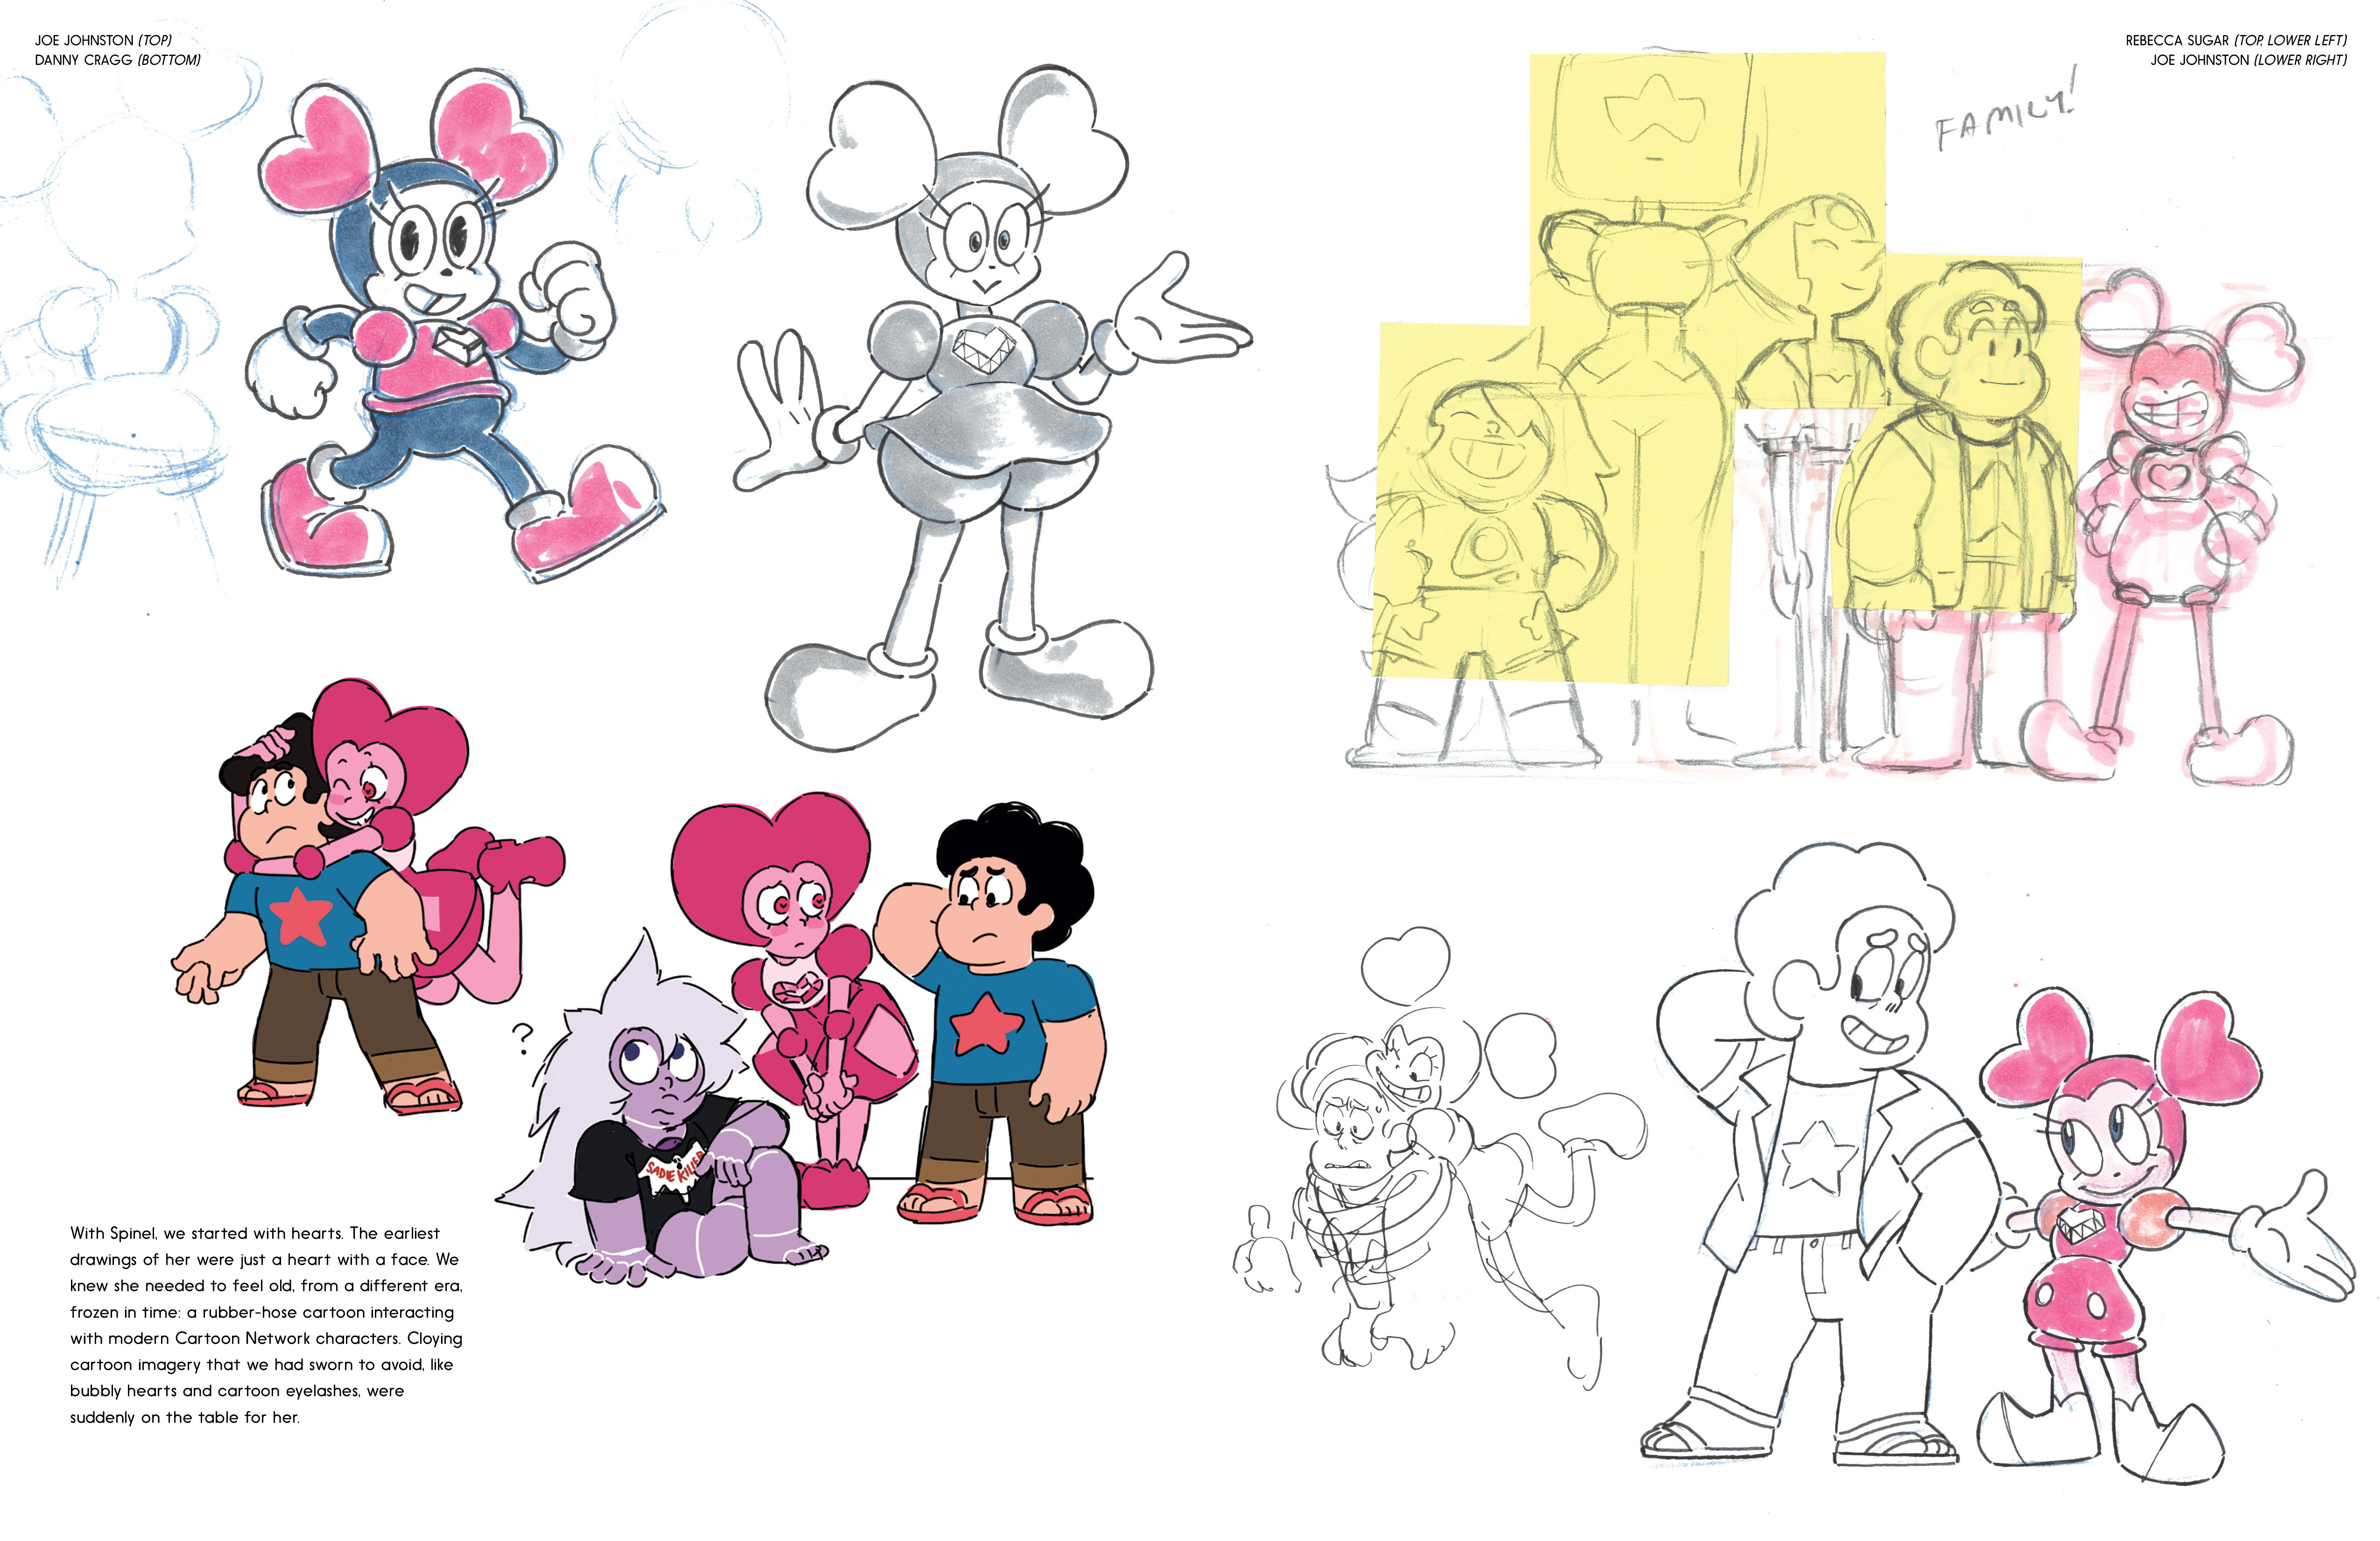 JOE JOHNSTON (TOP)
DANNY CRAGG (BOTTOM)
REBECCA SUGAR (TOP, LOWER LEFT)
JOE JOHNSTON (LOWER RIGHT)
FAMILY!
?
SADIE KILLER
With Spinel, we started with hearts. The earliest
drawings of her were just a heart with a face. We
knew she needed to feel old, from a different era,
frozen in time: a rubber-hose cartoon interacting
with modern Cartoon Network characters. Cloying
cartoon imagery that we had sworn to avoid, like
bubbly hearts and cartoon eyelashes, were
suddenly on the table for her.